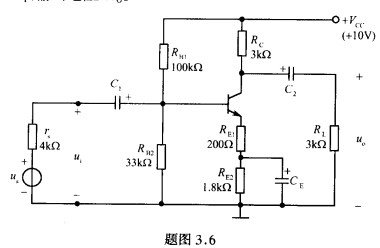 +V_CC
(+10V)
R_C
3kΩ
R_B1
100kΩ
C_1
+
+
C_2
+
+
r_s
4kΩ
u_i
R_B2
33kΩ
R_E1
200Ω
R_L
3kΩ
u_o
+
u_s
−
R_E2
1.8kΩ
+
C_E
−
−
题图 3.6